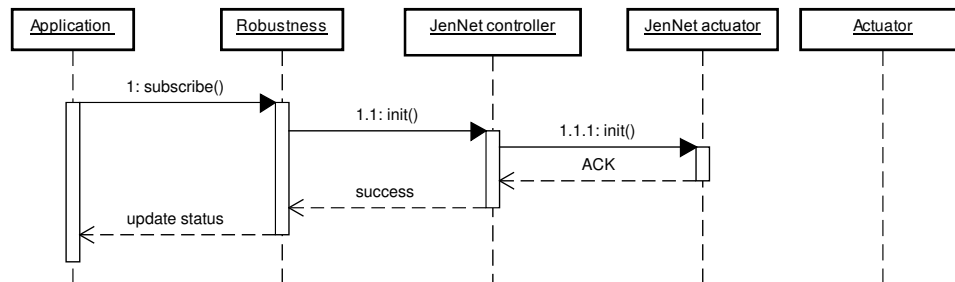 Application
Robustness
JenNet controller
JenNet actuator
Actuator
1: subscribe()
1.1: init()
1.1.1: init()
ACK
success
update status